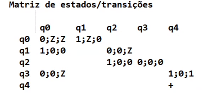 Matriz de estados/transições
q0 q1 q2 q3 q4
q0 0;Z;Z 1;Z;0
q1 1;0;0 0;0;Z
q2 1;0;0 0;0;0
q3 0;0;Z 1;0;1
q4 +